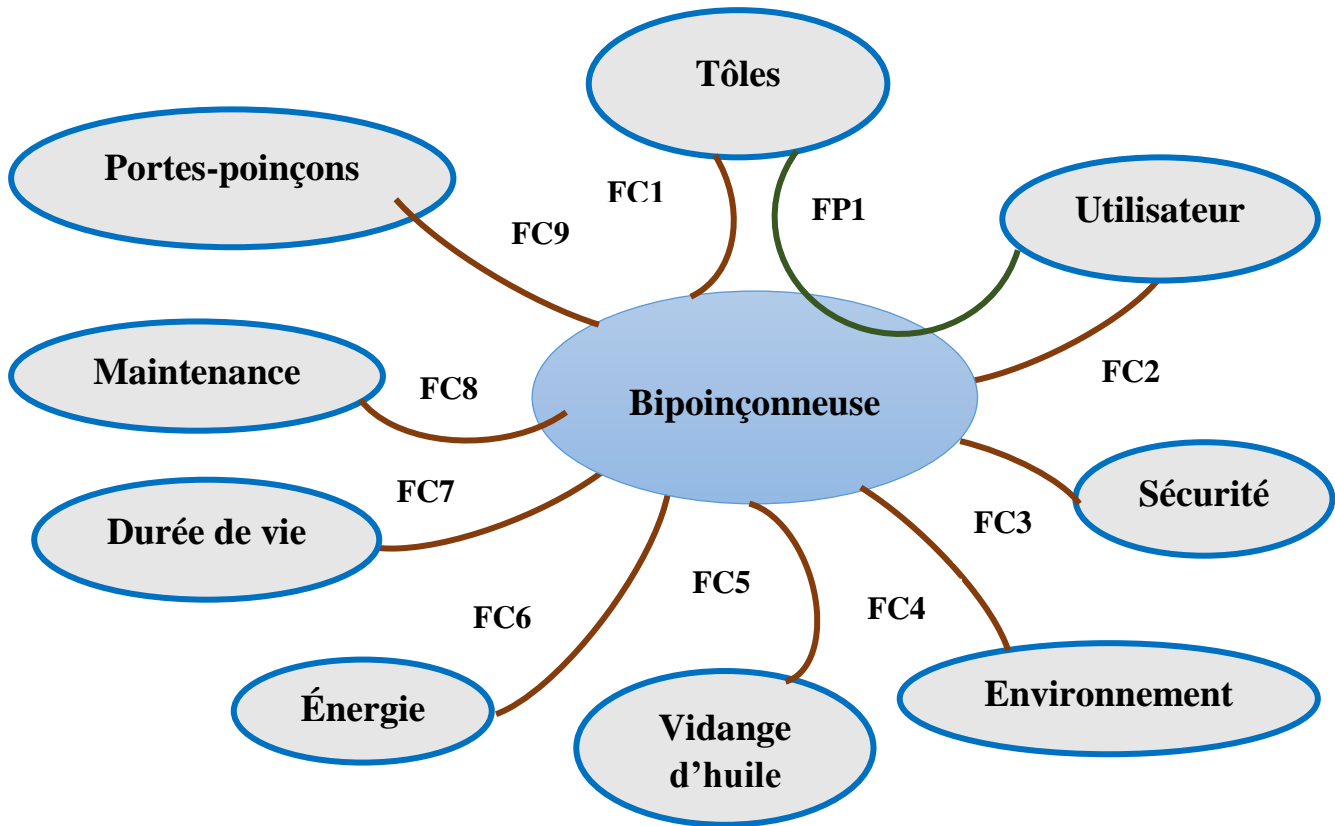 Tôles
Portes-poinçons
FC1
FP1
Utilisateur
FC9
Maintenance
FC8
Bipoinçonneuse
FC2
Durée de vie
FC7
Sécurité
FC3
FC6
FC5
FC4
Énergie
Vidange
d’huile
Environnement